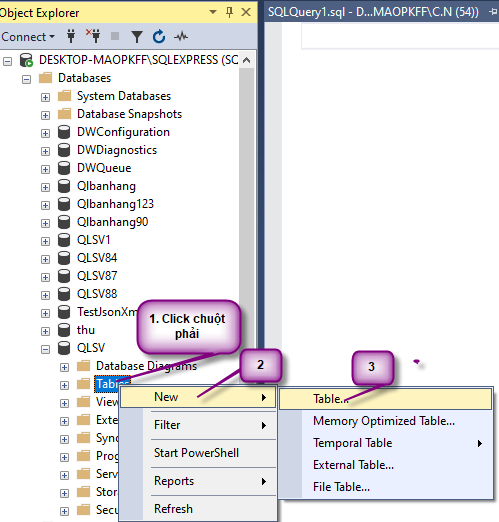 Object Explorer
SQLQuery1.sql - D...MAOPKFF\C.N (54))
Connect
DESKTOP-MAOPKFF\SQLEXPRESS (SQ
Databases
System Databases
Database Snapshots
DWConfiguration
DWDiagnostics
DWQueue
Qlbanhang
Qlbanhang123
Qlbanhang90
QLSV1
QLSV84
QLSV87
QLSV88
TestJsonXm
thu
1. Click chuột
phải
QLSV
Database Diagrams
2
3
Tab
New
Table...
View
Memory Optimized Table...
Exte
Filter
Temporal Table
Sync
Prog
Start PowerShell
External Table...
Serv
Reports
File Table...
Stora
Secu
Refresh